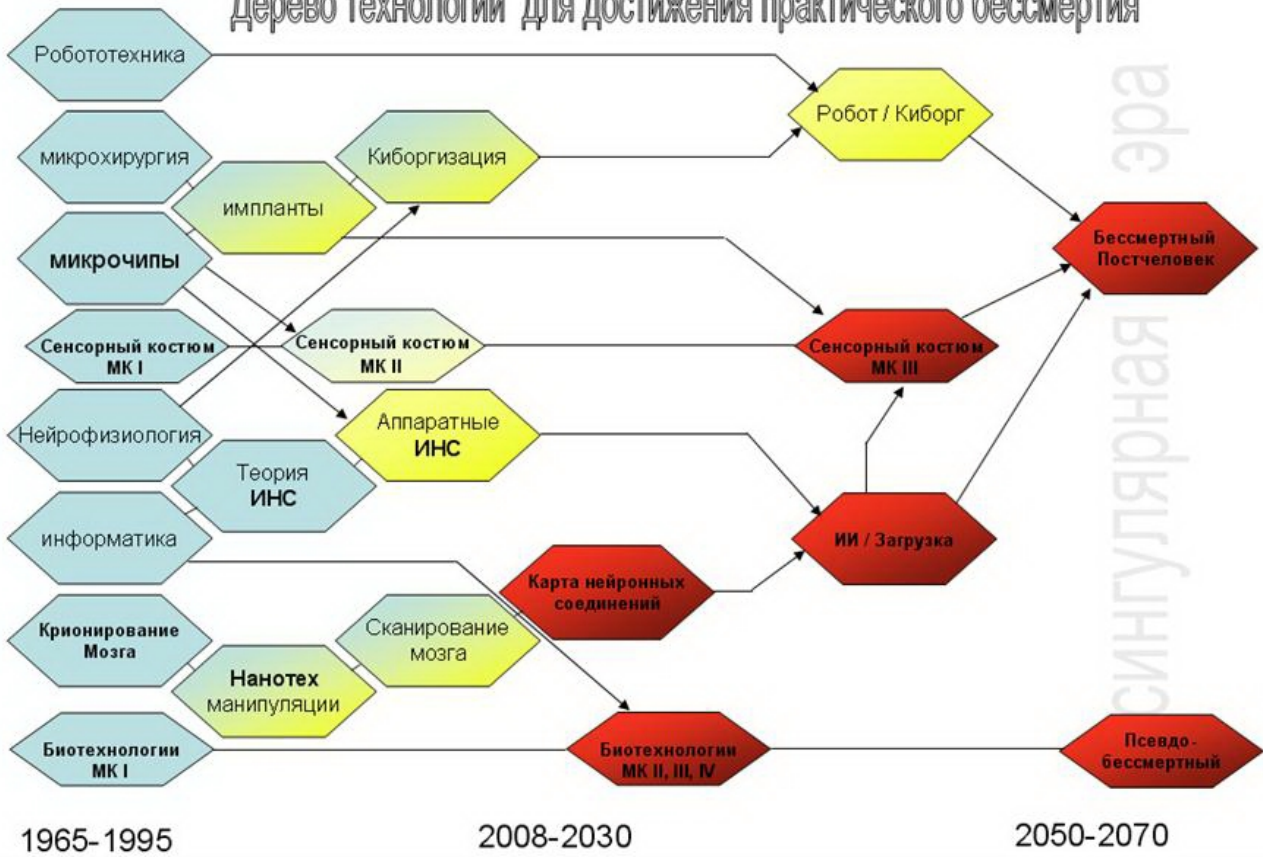 Дерево технологий для достижения практического бессмертия
Робототехника
Робот / Киборг
микрохирургия
Киборгизация
импланты
микрочипы
Бессмертный
Постчеловек
Сенсорный костюм
МК I
Сенсорный костюм
МК II
Сенсорный костюм
МК III
Нейрофизиология
Аппаратные
ИНС
Теория
ИНС
информатика
ИИ / Загрузка
Карта нейронных
соединений
Крионирование
Мозга
Сканирование
мозга
Нанотех
манипуляции
Биотехнологии
МК I
Биотехнологии
МК II, III, IV
Псевдо-
бессмертный
сингулярная эра
1965-1995
2008-2030
2050-2070